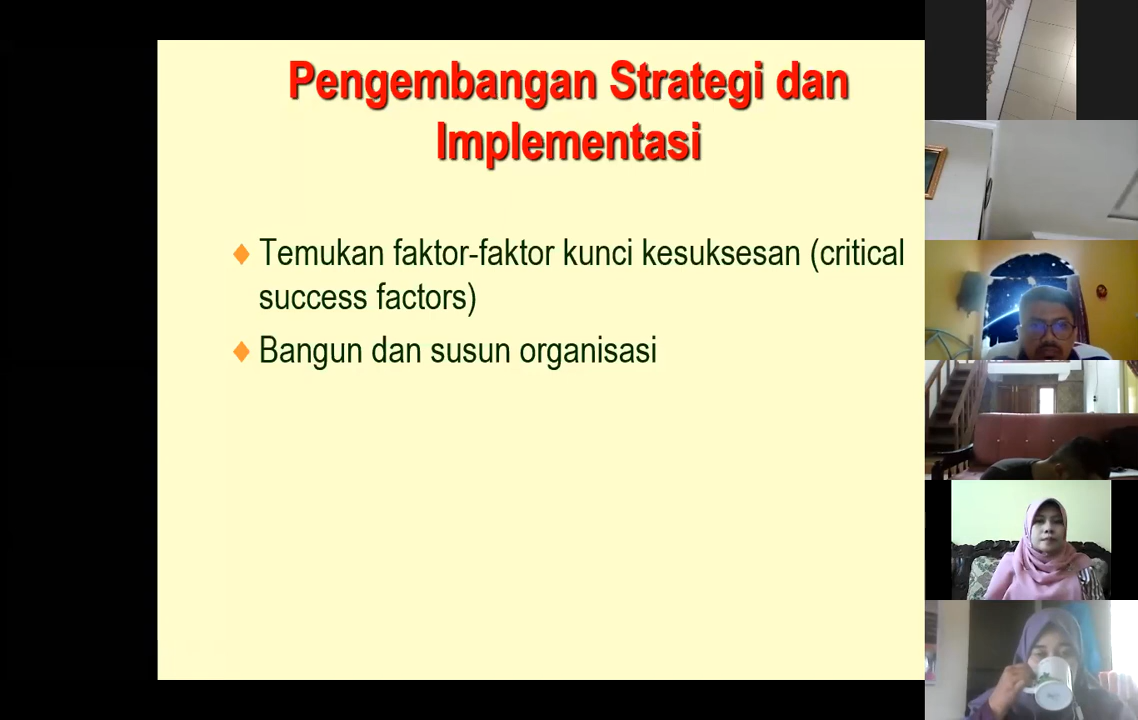 Pengembangan Strategi dan
Implementasi
Temukan faktor-faktor kunci kesuksesan (critical
success factors)
Bangun dan susun organisasi